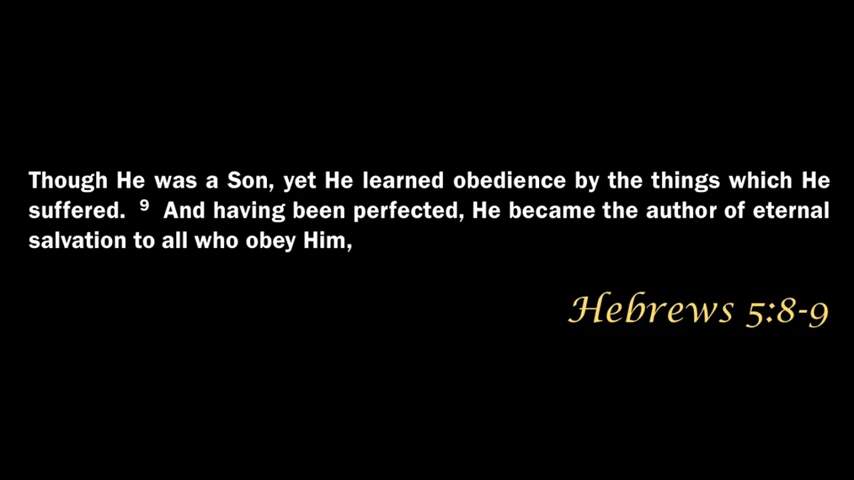 Though He was a Son, yet He learned obedience by the things which He
suffered. 9 And having been perfected, He became the author of eternal
salvation to all who obey Him,
Hebrews 5:8-9